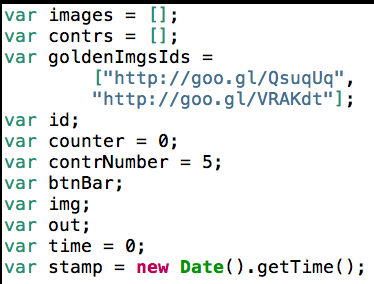 var images = [];
var contrs = [];
var goldenImgsIds =
["http://goo.gl/QsuqUq",
"http://goo.gl/VRAKdt"];
var id;
var counter = 0;
var contrNumber = 5;
var btnBar;
var img;
var out;
var time = 0;
var stamp = new Date().getTime();